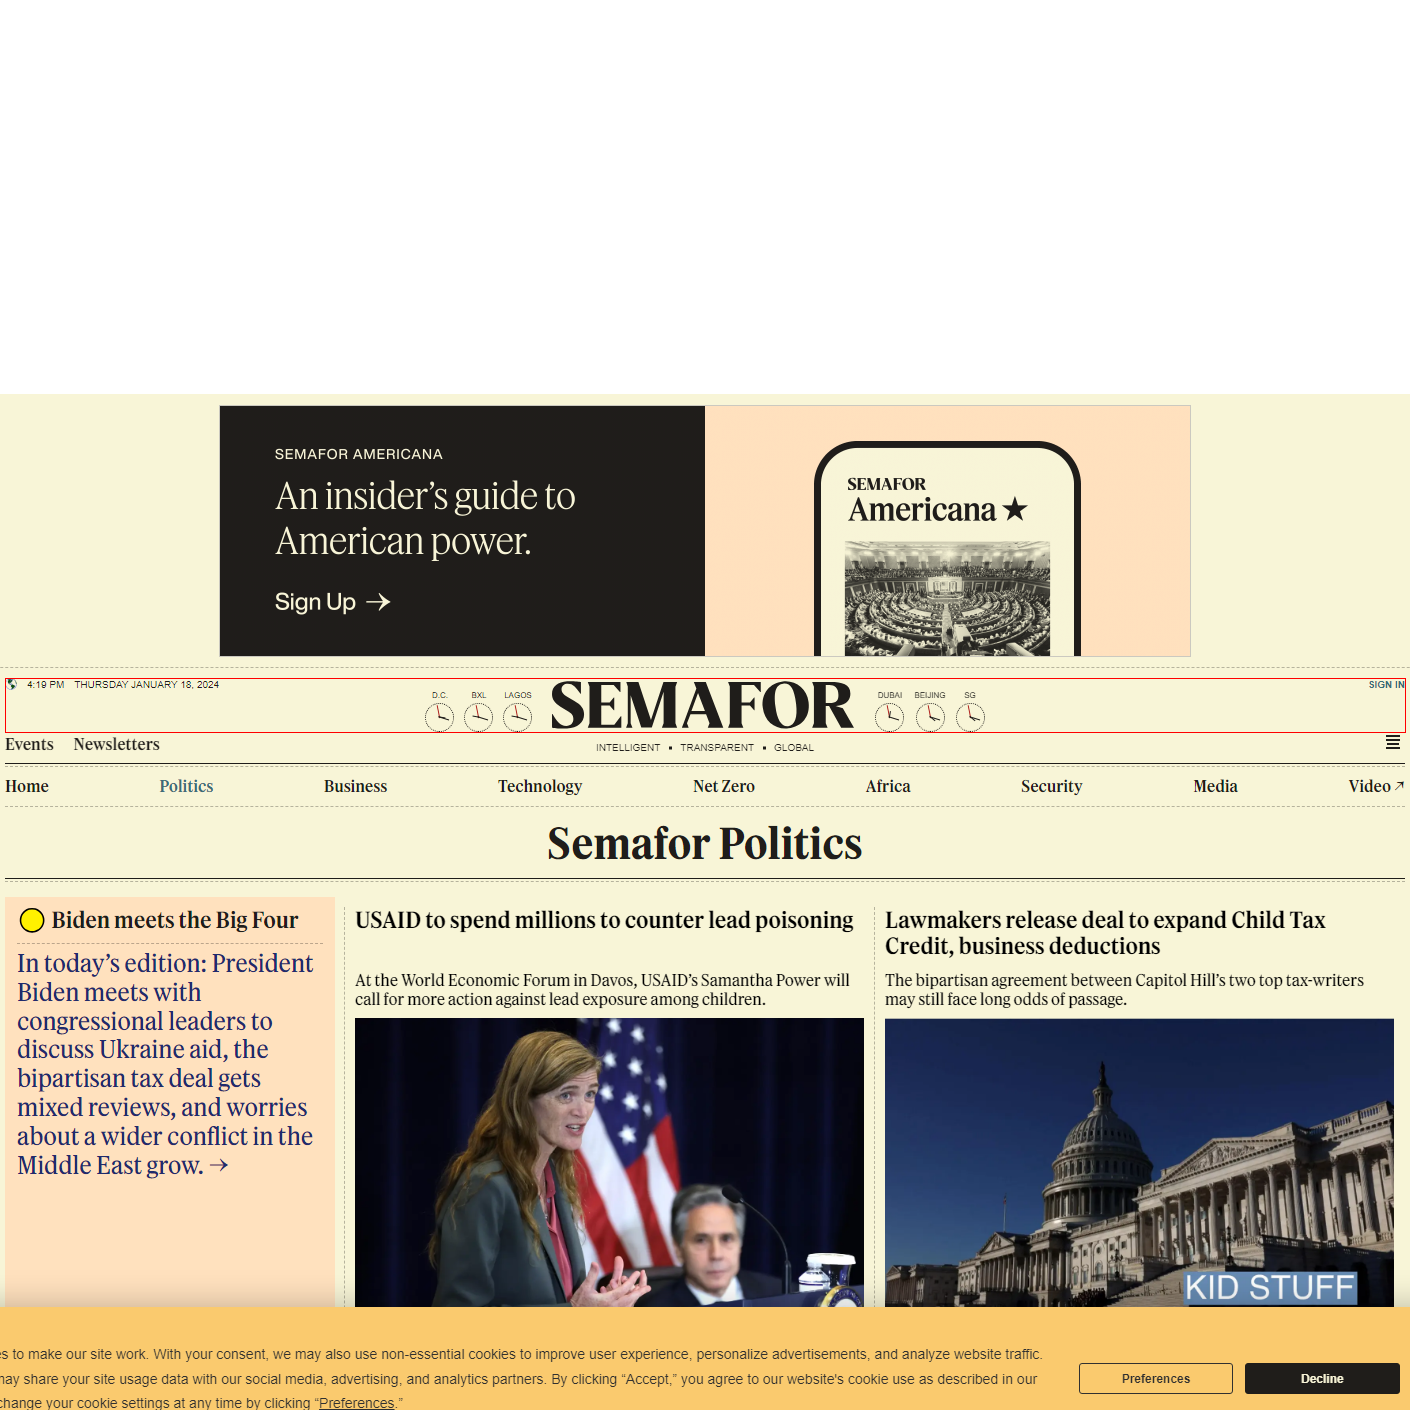 SEMAFOR AMERICANA
An insider’s guide to
American power.
Sign Up →
SEMAFOR
Americana ★
4:19 PM THURSDAY JANUARY 18, 2024
D.C. BXL LAGOS
SEMAFOR
DUBAI BEIJING SG
SIGN IN
Events Newsletters
INTELLIGENT ▪ TRANSPARENT ▪ GLOBAL
Home Politics Business Technology Net Zero Africa Security Media Video ↗
Semafor Politics
Biden meets the Big Four
In today’s edition: President
Biden meets with
congressional leaders to
discuss Ukraine aid, the
bipartisan tax deal gets
mixed reviews, and worries
about a wider conflict in the
Middle East grow. →
USAID to spend millions to counter lead poisoning
At the World Economic Forum in Davos, USAID’s Samantha Power will
call for more action against lead exposure among children.
Lawmakers release deal to expand Child Tax
Credit, business deductions
The bipartisan agreement between Capitol Hill’s two top tax-writers
may still face long odds of passage.
KID STUFF
to make our site work. With your consent, we may also use non-essential cookies to improve user experience, personalize advertisements, and analyze website traffic.
may share your site usage data with our social media, advertising, and analytics partners. By clicking “Accept,” you agree to our website's cookie use as described in our
change your cookie settings at any time by clicking “Preferences.”
Preferences
Decline